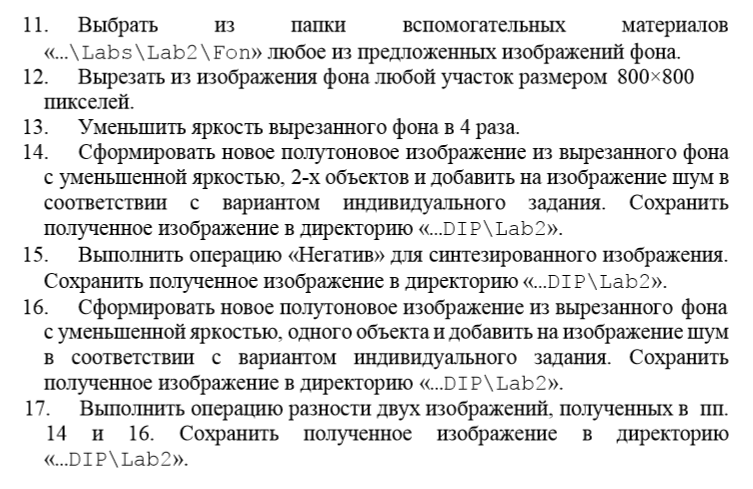 11. Выбрать из папки вспомогательных материалов
«...\Labs\Lab2\Fon» любое из предложенных изображений фона.
12. Вырезать из изображения фона любой участок размером 800×800
пикселей.
13. Уменьшить яркость вырезанного фона в 4 раза.
14. Сформировать новое полутоновое изображение из вырезанного фона
с уменьшенной яркостью, 2-х объектов и добавить на изображение шум в
соответствии с вариантом индивидуального задания. Сохранить
полученное изображение в директорию «...DIP\Lab2».
15. Выполнить операцию «Негатив» для синтезированного изображения.
Сохранить полученное изображение в директорию «...DIP\Lab2».
16. Сформировать новое полутоновое изображение из вырезанного фона
с уменьшенной яркостью, одного объекта и добавить на изображение шум
в соответствии с вариантом индивидуального задания. Сохранить
полученное изображение в директорию «...DIP\Lab2».
17. Выполнить операцию разности двух изображений, полученных в пп.
14 и 16. Сохранить полученное изображение в директорию
«...DIP\Lab2».